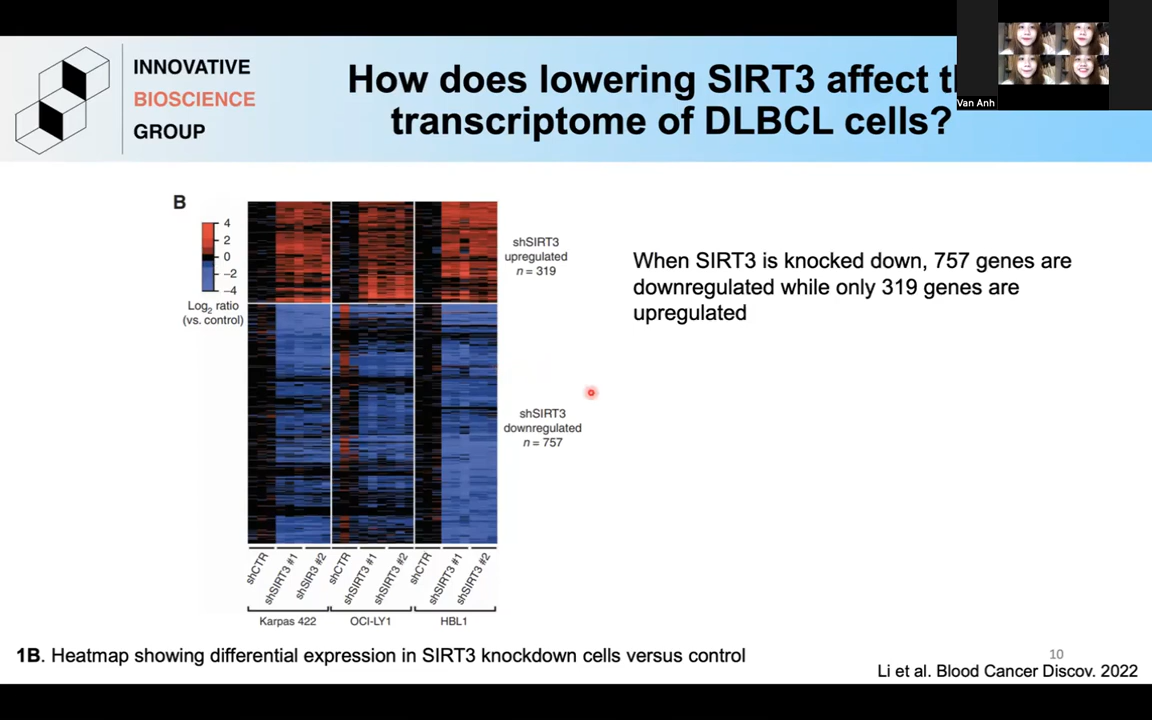 INNOVATIVE
BIOSCIENCE
GROUP
How does lowering SIRT3 affect t
transcriptome of DLBCL cells?
Van Anh
B
4
2
0
−2
−4
Log2 ratio
(vs. control)
shSIRT3
upregulated
n = 319
When SIRT3 is knocked down, 757 genes are
downregulated while only 319 genes are
upregulated
shSIRT3
downregulated
n = 757
shCTR
shSIRT3 #1
shSIR3 #2
shCTR
shSIRT3 #1
shSIRT3 #2
shCTR
shSIRT3 #1
shSIRT3 #2
Karpas 422
OCI-LY1
HBL1
1B. Heatmap showing differential expression in SIRT3 knockdown cells versus control
10
Li et al. Blood Cancer Discov. 2022